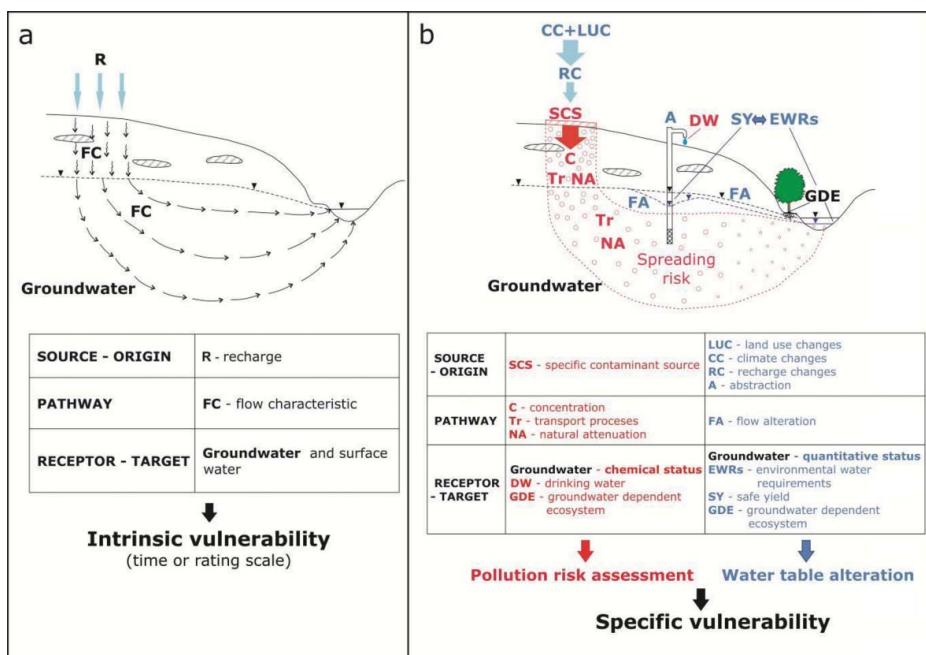 a
R
FC
FC
Groundwater
SOURCE - ORIGIN
R - recharge
PATHWAY
FC - flow characteristic
RECEPTOR - TARGET
Groundwater and surface
water
Intrinsic vulnerability
(time or rating scale)
b
CC+LUC
RC
SCS
C
Tr NA
A
DW
SY⇔EWRs
FA
FA
GDE
Tr
NA
Spreading
risk
Groundwater
SOURCE
- ORIGIN
SCS - specific contaminant source
LUC - land use changes
CC - climate changes
RC - recharge changes
A - abstraction
PATHWAY
C - concentration
Tr - transport proceses
NA - natural attenuation
FA - flow alteration
RECEPTOR
- TARGET
Groundwater - chemical status
DW - drinking water
GDE - groundwater dependent
ecosystem
Groundwater - quantitative status
EWRs - environmental water
requirements
SY - safe yield
GDE - groundwater dependent
ecosystem
Pollution risk assessment
Water table alteration
Specific vulnerability